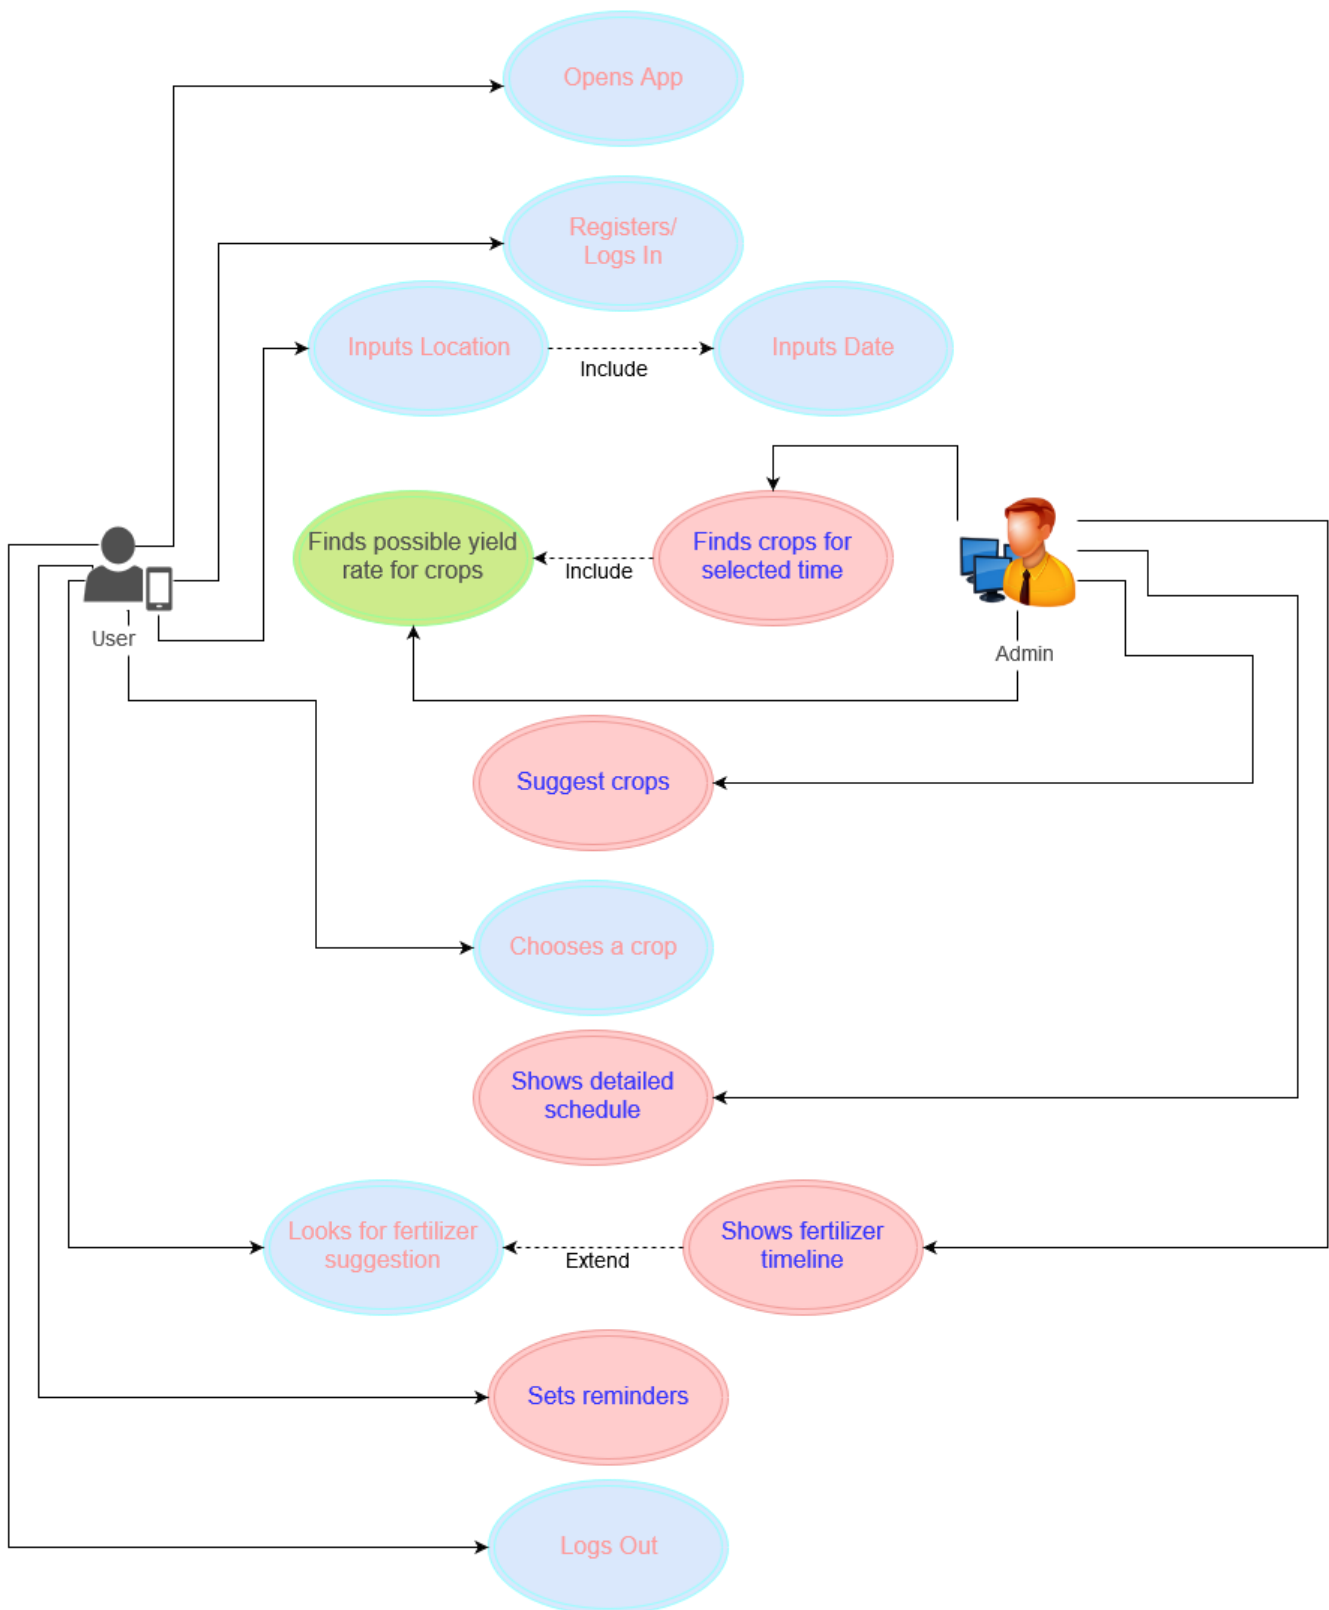 Opens App
Registers/
Logs In
Inputs Location
Include
Inputs Date
Finds possible yield
rate for crops
Include
Finds crops for
selected time
User
Admin
Suggest crops
Chooses a crop
Shows detailed
schedule
Looks for fertilizer
suggestion
Extend
Shows fertilizer
timeline
Sets reminders
Logs Out